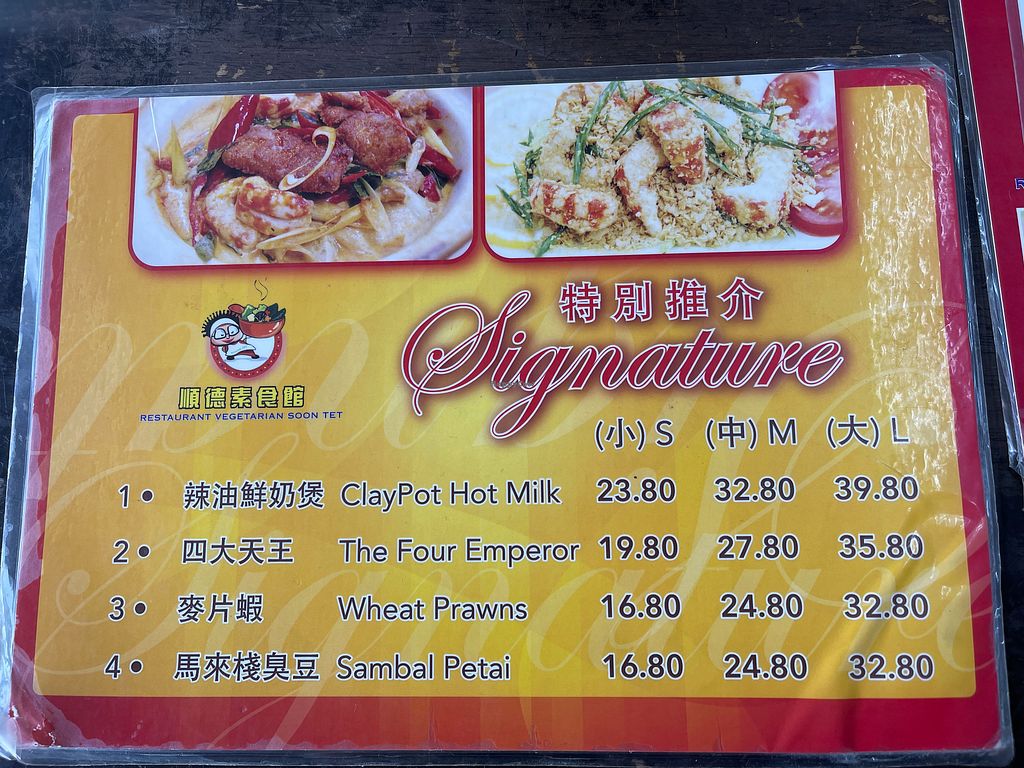 特別推介
Signature
順德素食館
RESTAURANT VEGETARIAN SOON TET
(小) S (中) M (大) L
1• 辣油鮮奶煲 ClayPot Hot Milk 23.80 32.80 39.80
2• 四大天王 The Four Emperor 19.80 27.80 35.80
3• 麥片蝦 Wheat Prawns 16.80 24.80 32.80
4• 馬來棧臭豆 Sambal Petai 16.80 24.80 32.80